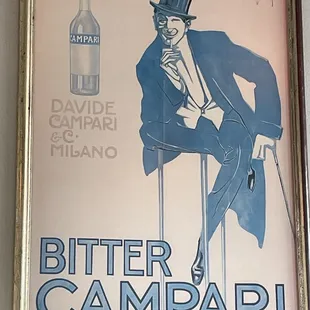 CAMPARI
DAVIDE
CAMPARI
& C·
MILANO
BITTER
CAMPARI